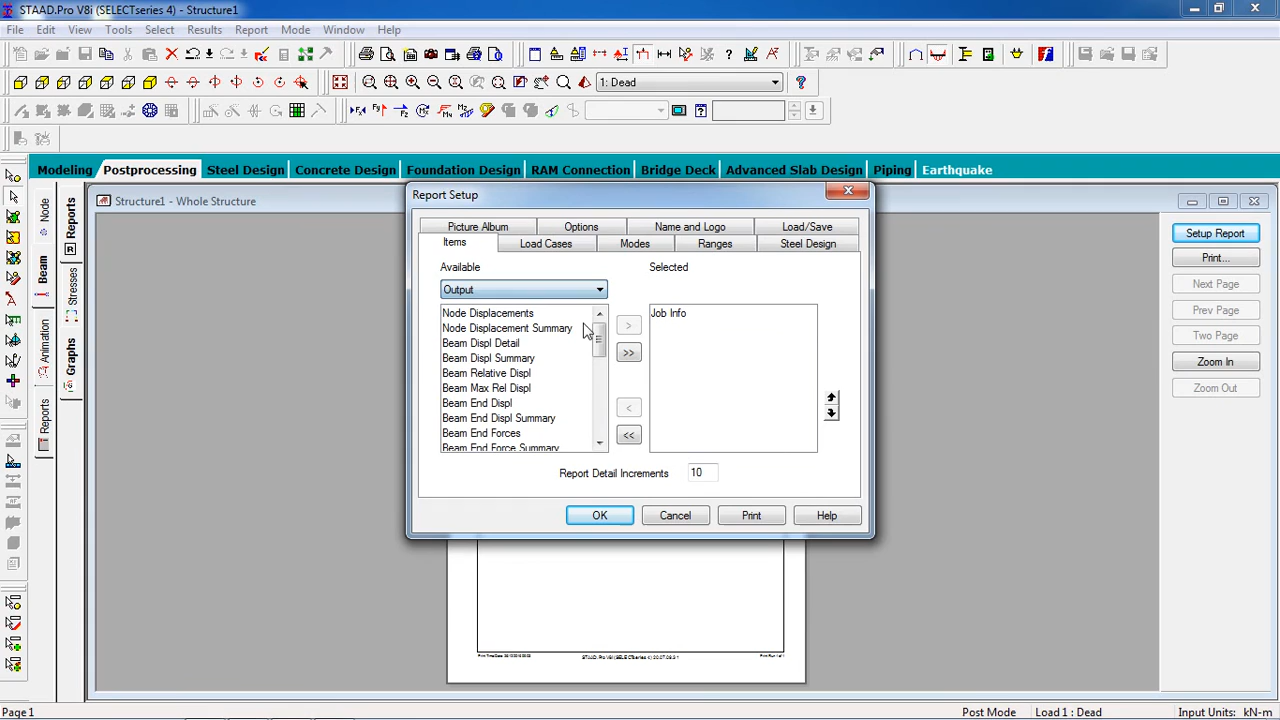 STAAD.Pro V8i (SELECTseries 4) - Structure1
File Edit View Tools Select Results Report Mode Window Help
1: Dead
Modeling Postprocessing Steel Design Concrete Design Foundation Design RAM Connection Bridge Deck Advanced Slab Design Piping Earthquake
Node
Beam
Animation
Reports
Reports
Stresses
Graphs
Structure1 - Whole Structure
Report Setup
Picture Album Options Name and Logo Load/Save
Items Load Cases Modes Ranges Steel Design
Available Selected
Output
Node Displacements
Node Displacement Summary
Beam Displ Detail
Beam Displ Summary
Beam Relative Displ
Beam Max Rel Displ
Beam End Displ
Beam End Displ Summary
Beam End Forces
Beam End Force Summary
>
>>
<
<<
Job Info
Report Detail Increments 10
OK Cancel Print Help
Setup Report
Print...
Next Page
Prev Page
Two Page
Zoom In
Zoom Out
Page 1 Post Mode Load 1 : Dead Input Units: kN-m